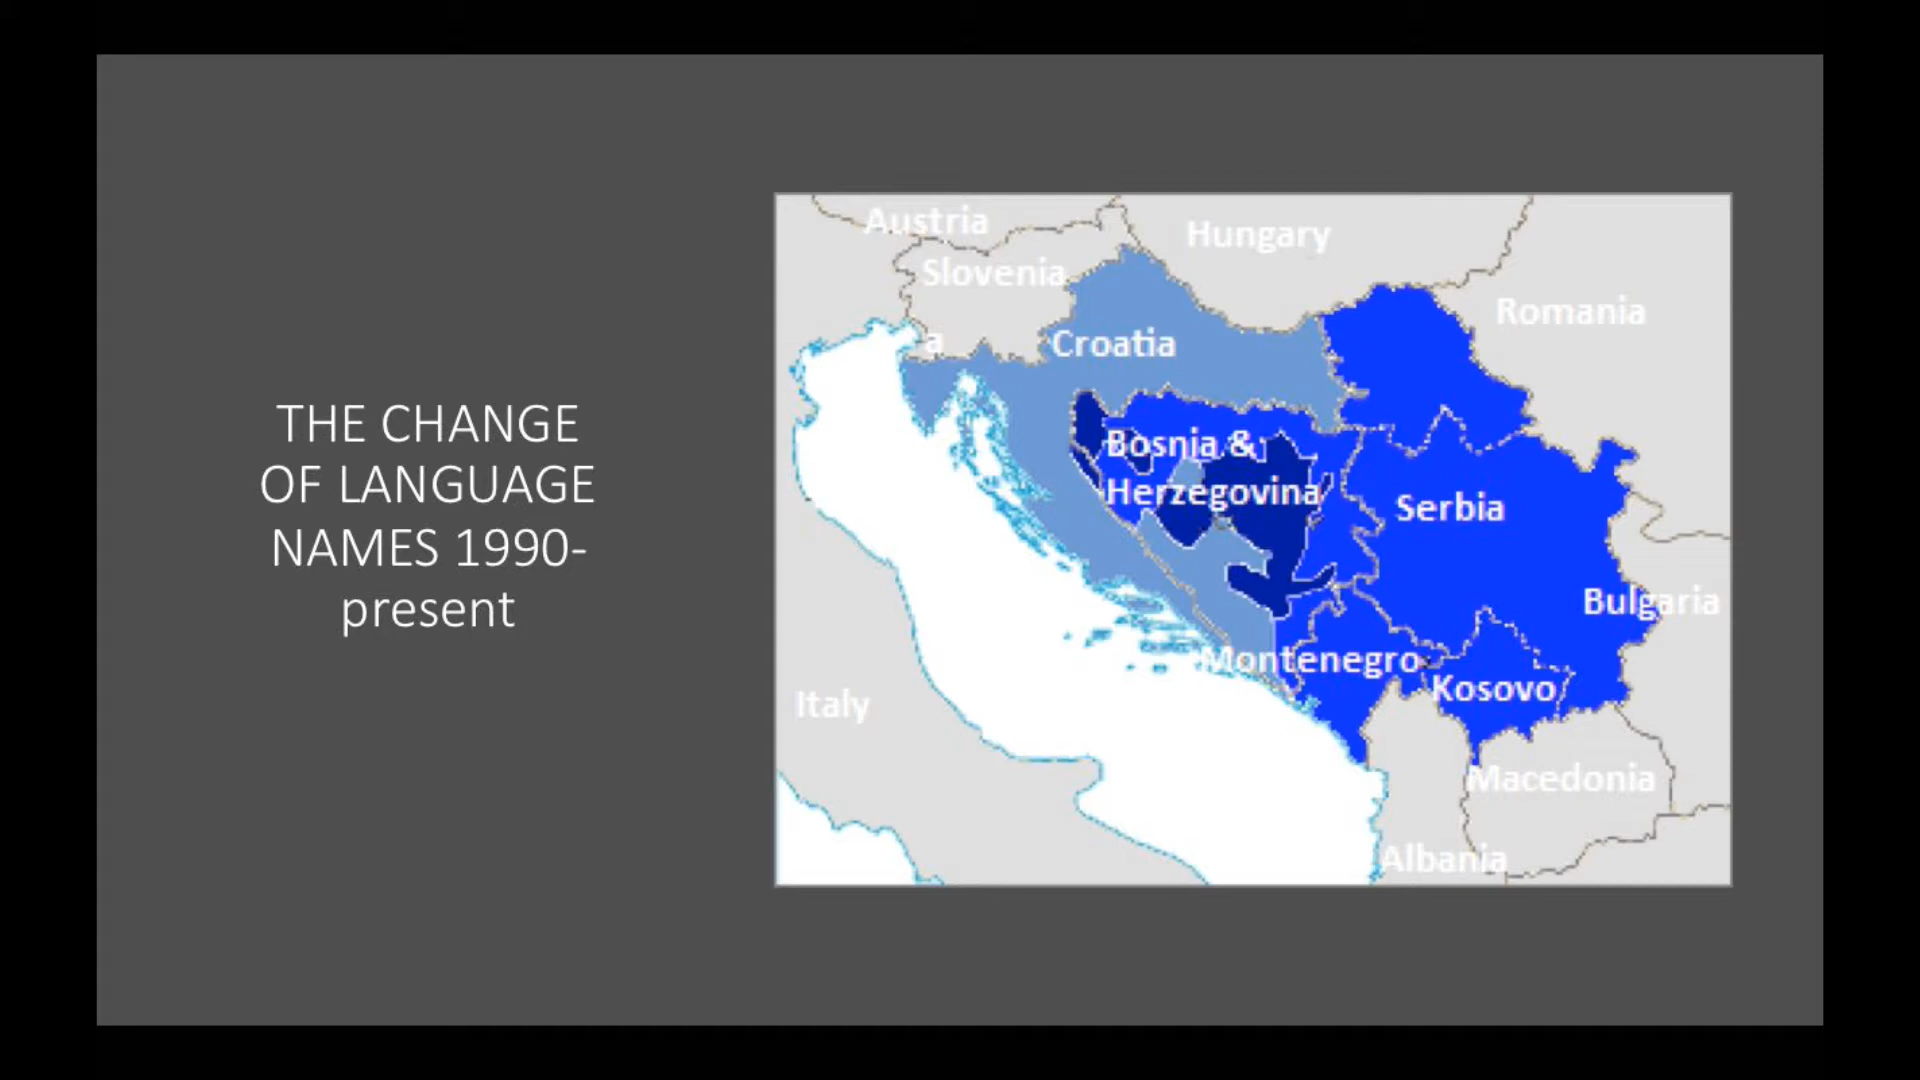 THE CHANGE
OF LANGUAGE
NAMES 1990-
present
Austria
Hungary
Slovenia
Romania
a
Croatia
Bosnia &
Herzegovina
Serbia
Bulgaria
Montenegro
Kosovo
Italy
Macedonia
Albania